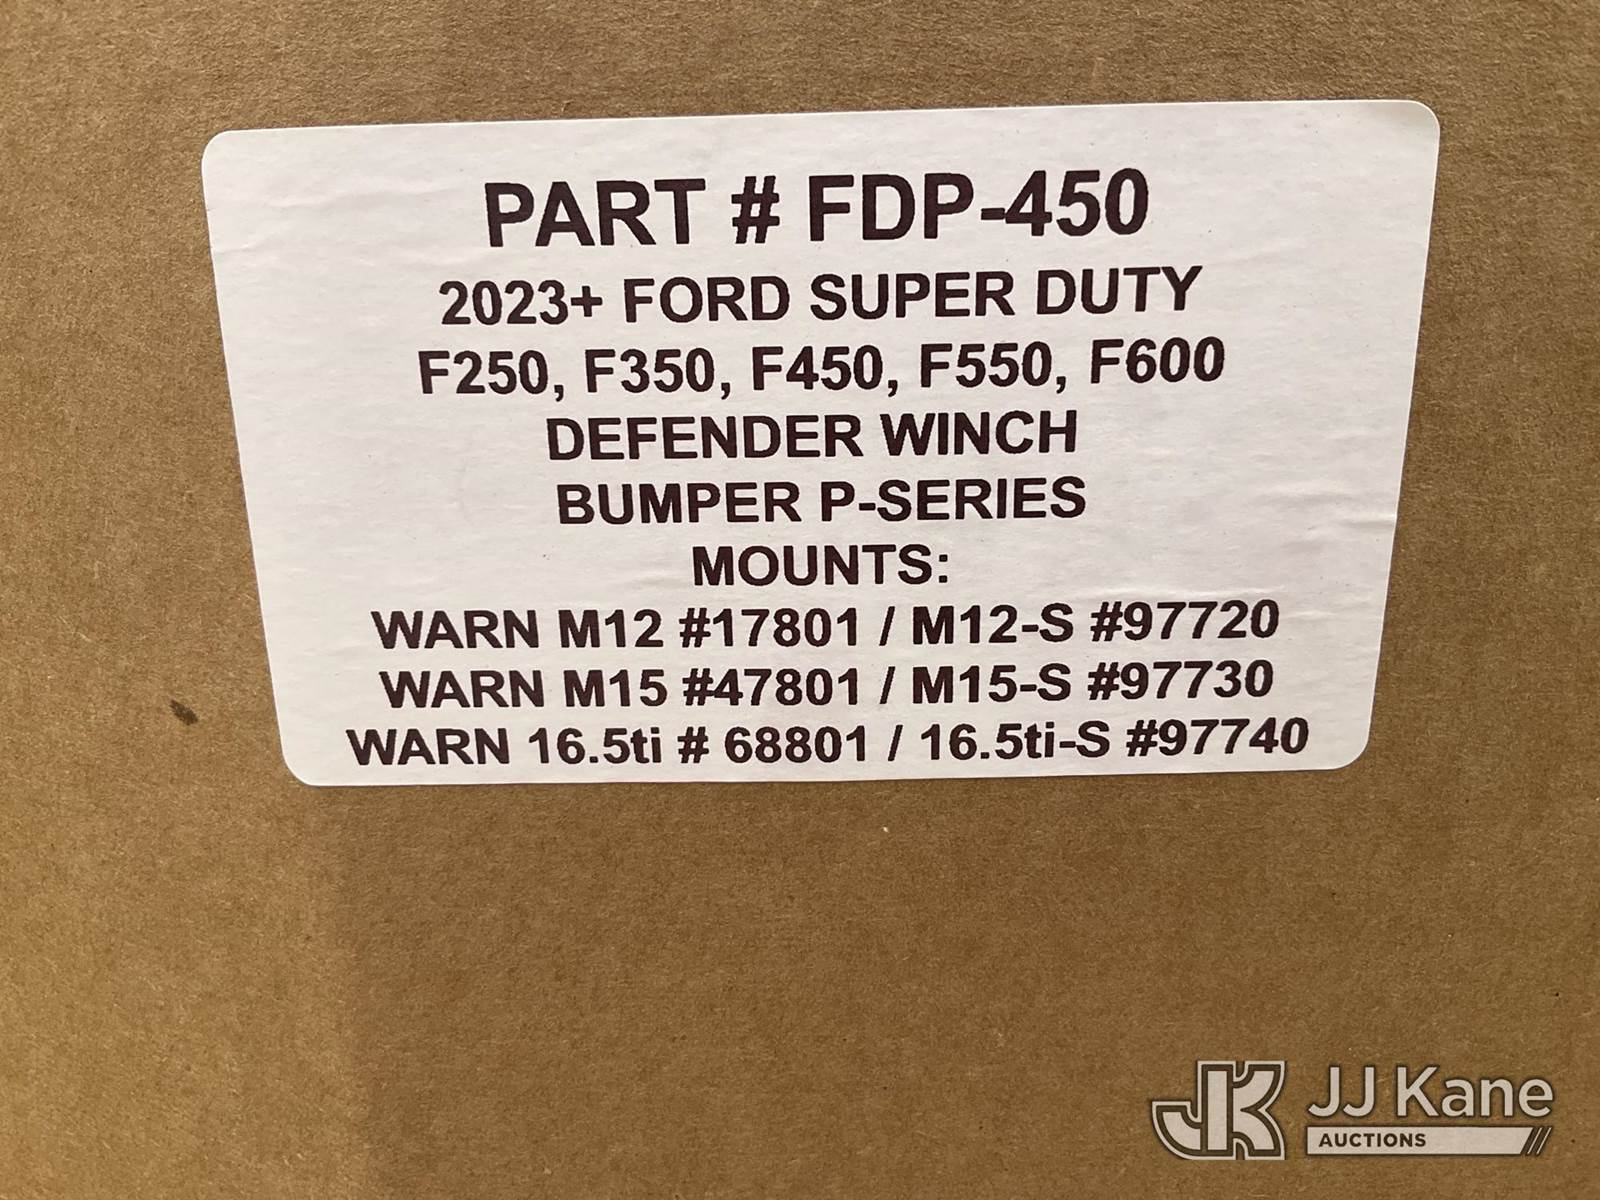 PART # FDP-450
2023+ FORD SUPER DUTY
F250, F350, F450, F550, F600
DEFENDER WINCH
BUMPER P-SERIES
MOUNTS:
WARN M12 #17801 / M12-S #97720
WARN M15 #47801 / M15-S #97730
WARN 16.5ti # 68801 / 16.5ti-S #97740
JK JJ Kane
AUCTIONS